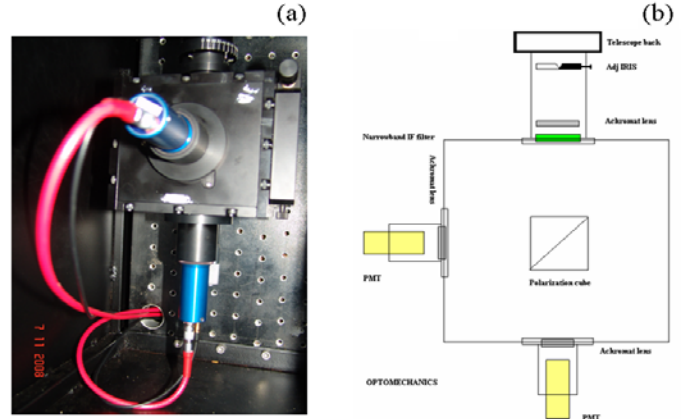 (a)
(b)
Telescope back
Adj IRIS
Achromat lens
Narrowband IF filter
Achromat lens
PMT
Polarization cube
Achromat lens
OPTOMECHANICS
PMT
7 11 2008